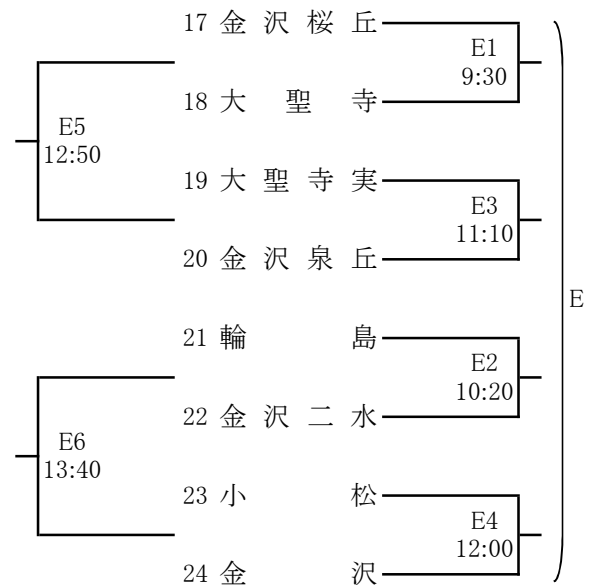 17 金沢桜丘
E1
9:30
18 大聖寺
E5
12:50
19 大聖寺実
E3
11:10
20 金沢泉丘
E
21 輪島
E2
10:20
22 金沢二水
E6
13:40
23 小松
E4
12:00
24 金沢